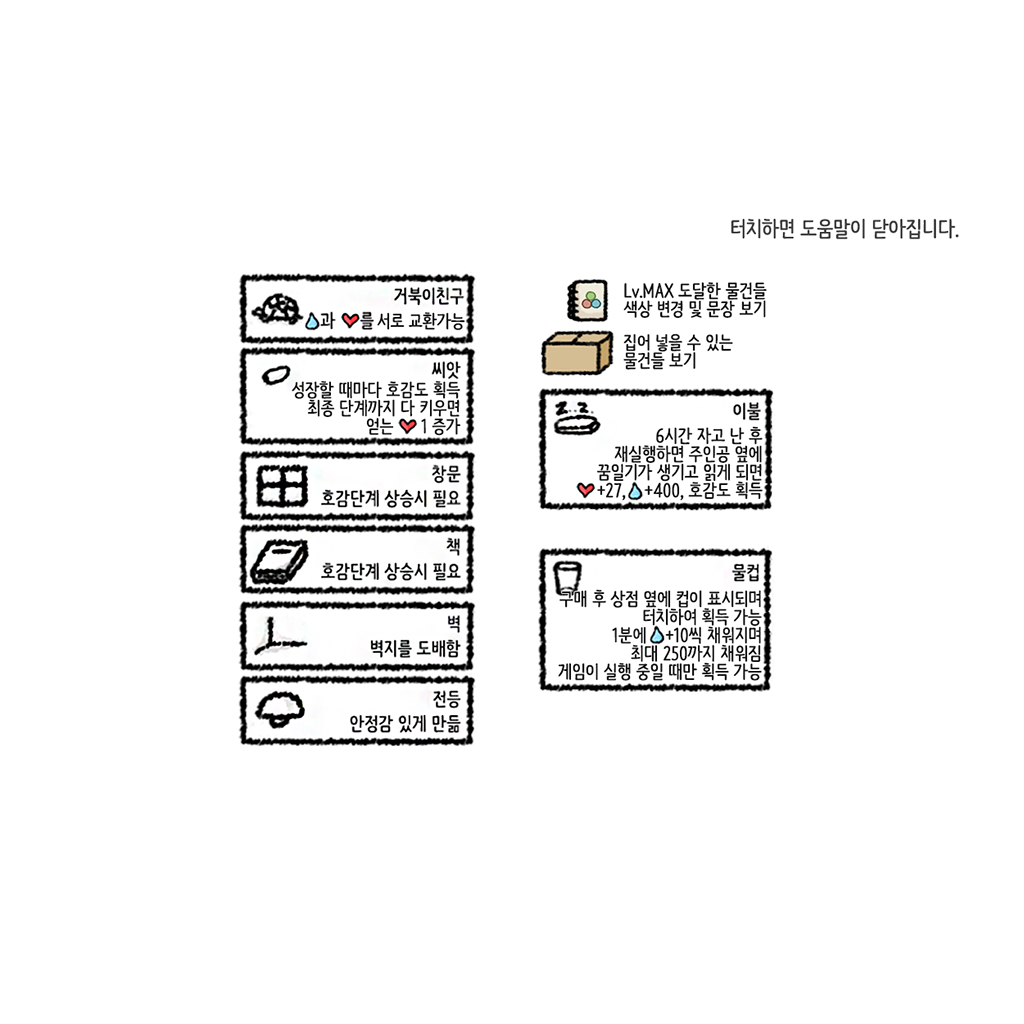 터치하면 도움말이 닫아집니다.
거북이친구
과 를 서로 교환가능
씨앗
성장할 때마다 호감도 획득
최종 단계까지 다 키우면
얻는 1 증가
창문
호감단계 상승시 필요
책
호감단계 상승시 필요
벽
벽지를 도배함
전등
안정감 있게 만듦
Lv.MAX 도달한 물건들
색상 변경 및 문장 보기
집어 넣을 수 있는
물건들 보기
z..z..
이불
6시간 자고 난 후
재실행하면 주인공 옆에
꿈일기가 생기고 읽게 되면
+27, +400, 호감도 획득
물컵
구매 후 상점 옆에 컵이 표시되며
터치하여 획득 가능
1분에 +10씩 채워지며
최대 250까지 채워짐
게임이 실행 중일 때만 획득 가능